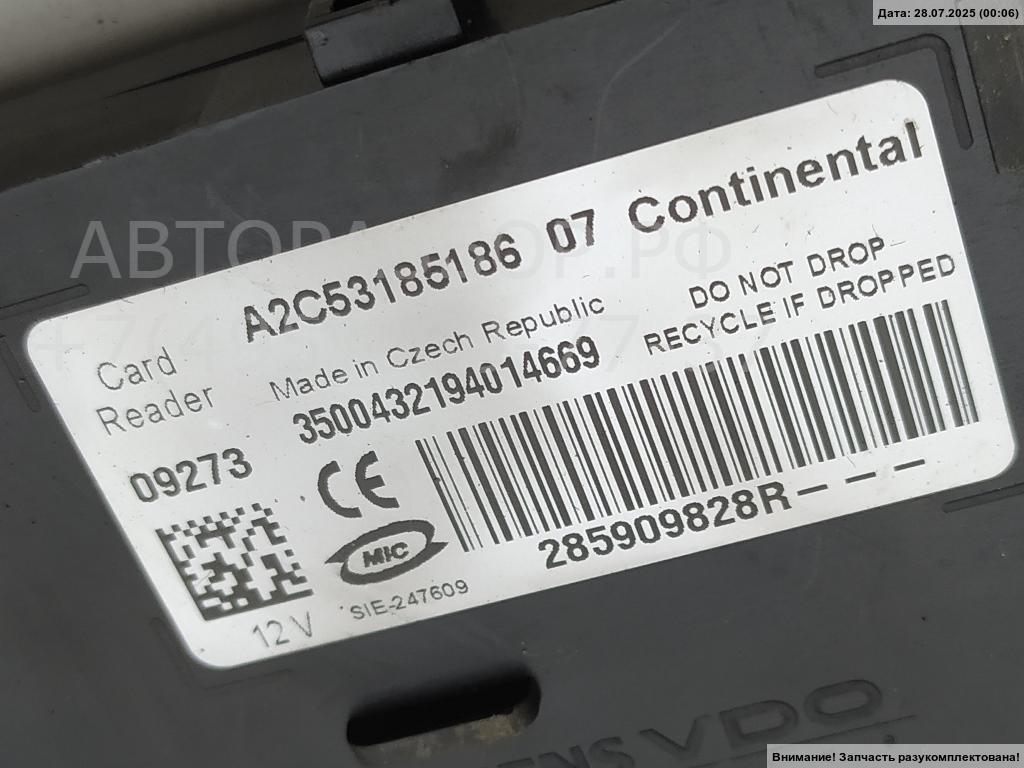 Дата: 28.07.2025 (00:06)
A2C53185186 07 Continental
Card Reader
Made in Czech Republic
DO NOT DROP
RECYCLE IF DROPPED
3500432194014669
09273
CE
MIC
285909828R---
12V
SIE-247609
VDO
Внимание! Запчасть разукомплектована!